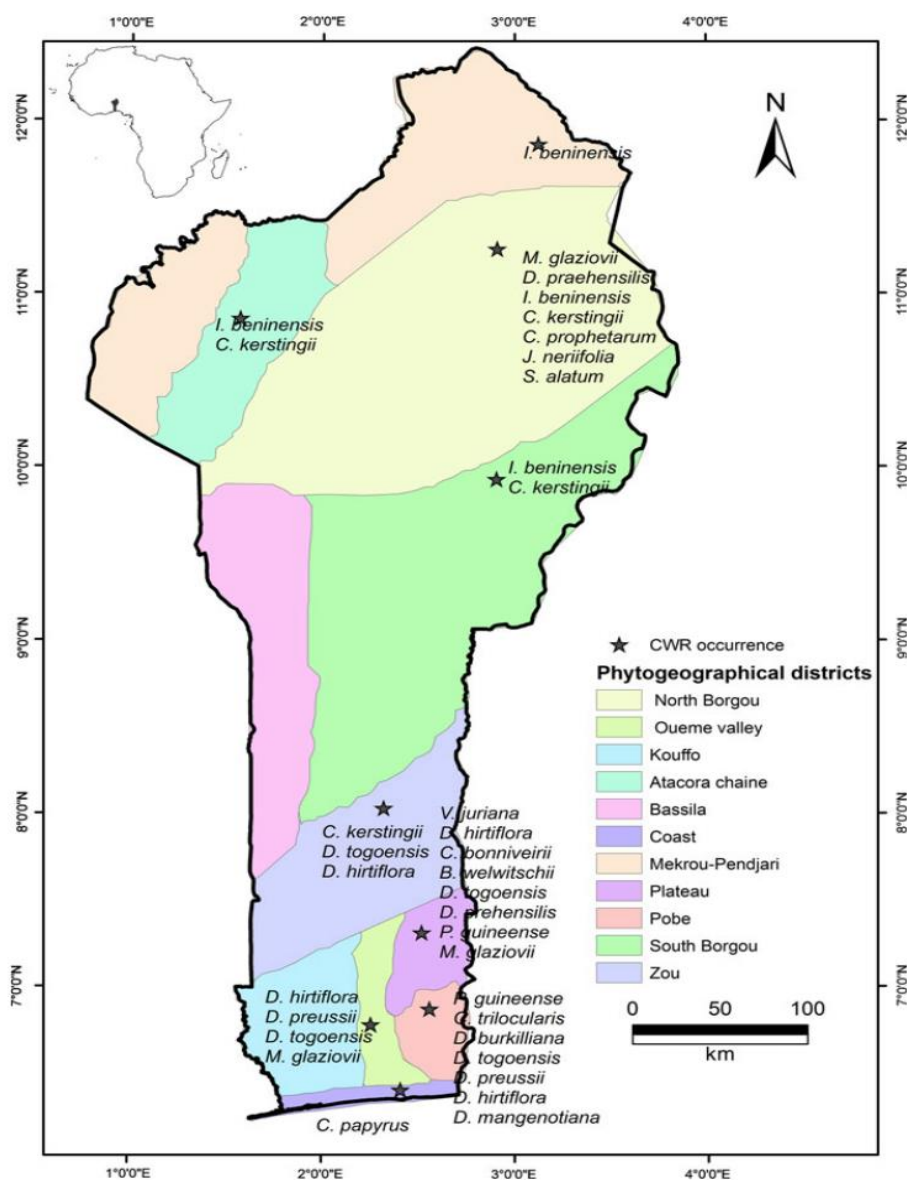 1°0'0"E 2°0'0"E 3°0'0"E 4°0'0"E
12°0'0"N 12°0'0"N
11°0'0"N 11°0'0"N
10°0'0"N 10°0'0"N
9°0'0"N 9°0'0"N
8°0'0"N 8°0'0"N
7°0'0"N 7°0'0"N
N
I. beninensis
M. glaziovii
D. praehensilis
I. beninensis
C. kerstingii
C. prophetarum
J. neriifolia
S. alatum
I. beninensis
C. kerstingii
I. beninensis
C. kerstingii
C. kerstingii
D. togoensis
D. hirtiflora
V. juriana
D. hirtiflora
C. bonniveirii
B. welwitschii
D. togoensis
D. prehensilis
P. guineense
M. glaziovii
D. hirtiflora
D. preussii
D. togoensis
M. glaziovii
P. guineense
C. trilocularis
D. burkilliana
D. togoensis
D. preussii
D. hirtiflora
D. mangenotiana
C. papyrus
CWR occurrence
Phytogeographical districts
North Borgou
Oueme valley
Kouffo
Atacora chaine
Bassila
Coast
Mekrou-Pendjari
Plateau
Pobe
South Borgou
Zou
0 100
km
1°0'0"E 2°0'0"E 3°0'0"E 4°0'0"E